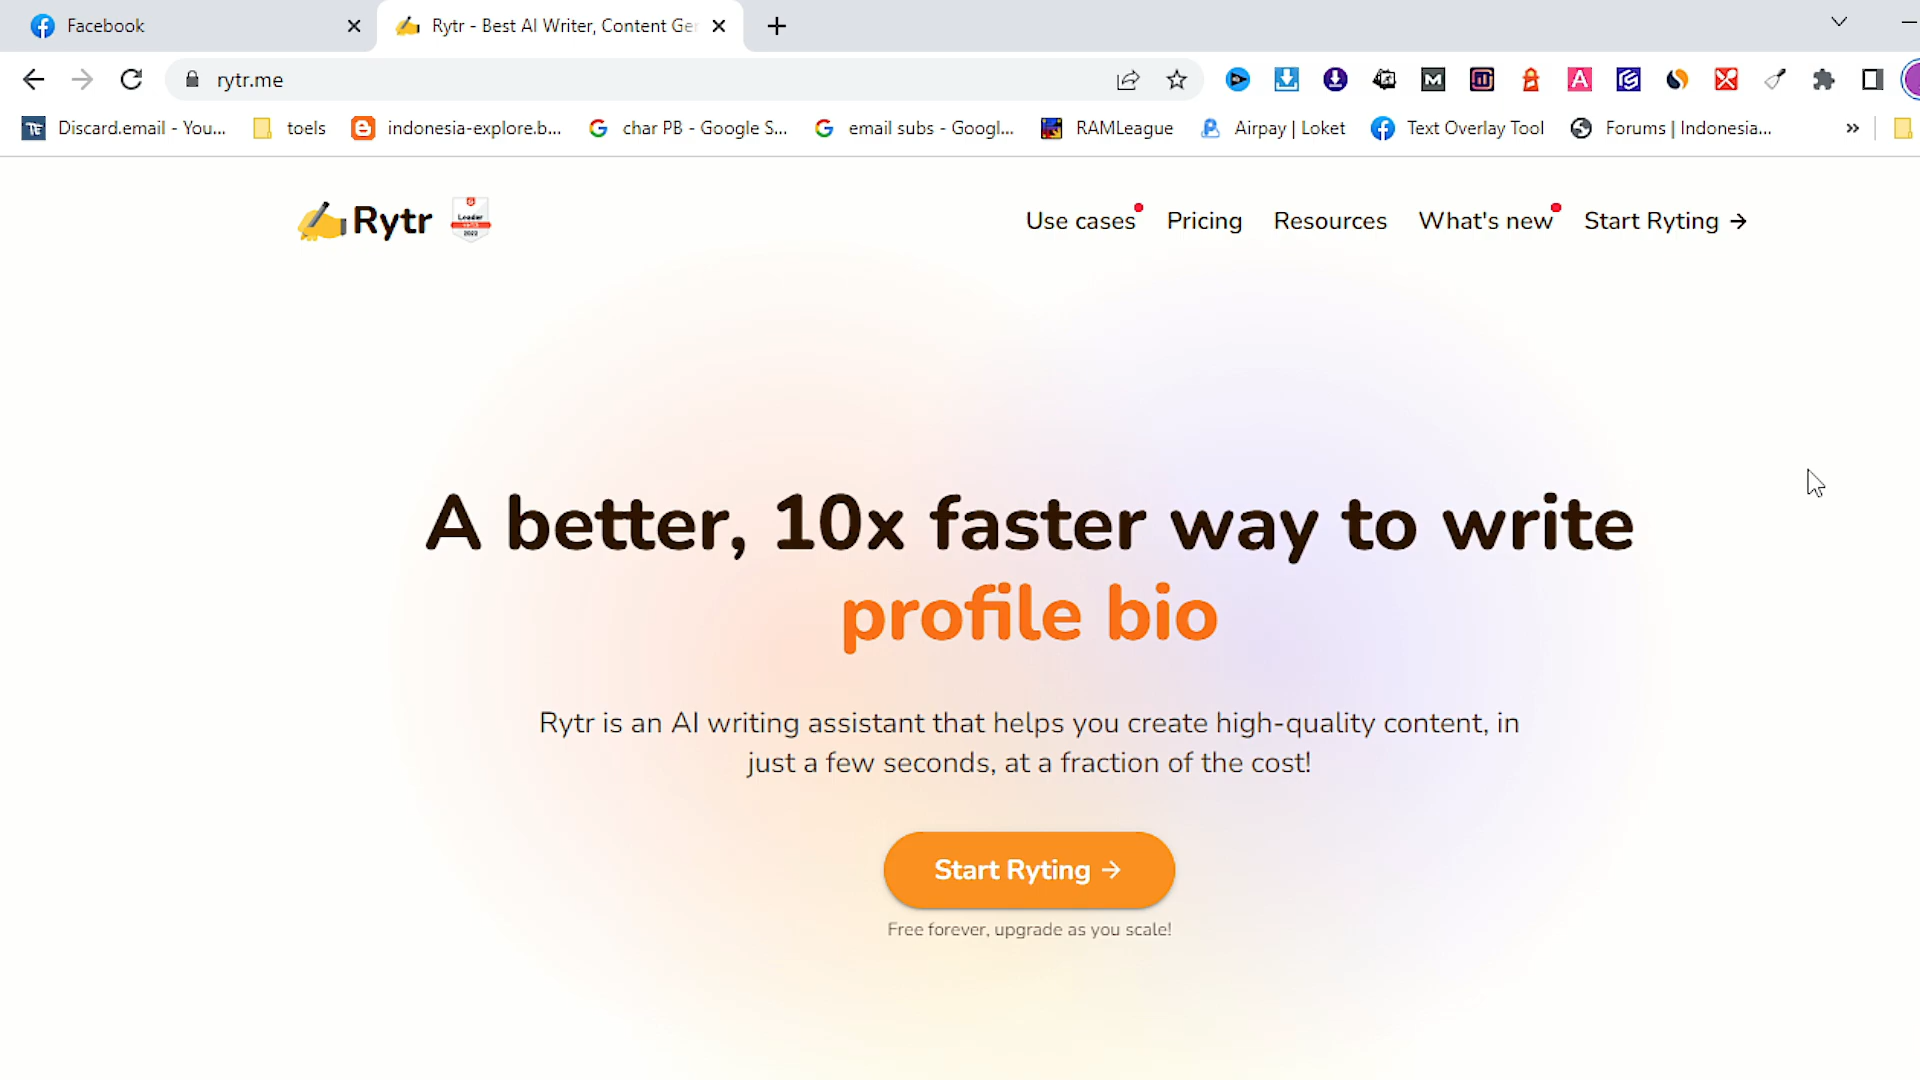 Facebook
Rytr - Best AI Writer, Content Ger
rytr.me
Discard.email - You...
toels
indonesia-explore.b...
char PB - Google S...
email subs - Googl...
RAMLeague
Airpay | Loket
Text Overlay Tool
Forums | Indonesia...
Rytr
Leader
2022
Use cases
Pricing
Resources
What's new
Start Ryting →
A better, 10x faster way to write
profile bio
Rytr is an AI writing assistant that helps you create high-quality content, in
just a few seconds, at a fraction of the cost!
Start Ryting →
Free forever, upgrade as you scale!